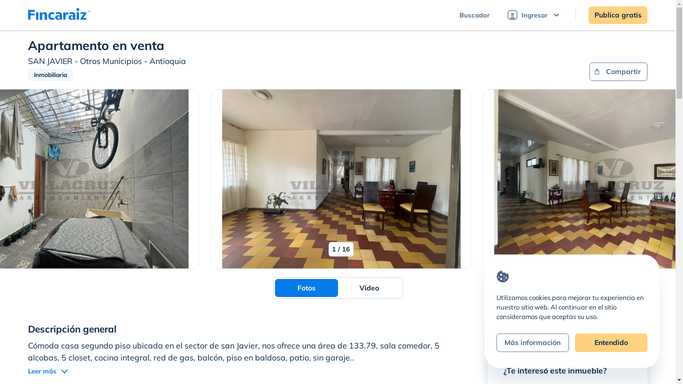 Fincaraiz
Buscador
Ingresar
Publica gratis
Apartamento en venta
SAN JAVIER - Otros Municipios - Antioquia
Inmobiliaria
Compartir
VILLACRUZ
ARRENDAMIENTOS
VILLACRUZ
ARRENDAMIENTOS
VILLACRUZ
1 / 16
Fotos
Video
Descripción general
Cómoda casa segundo piso ubicada en el sector de san Javier, nos ofrece una área de 133.79, sala comedor, 5
alcobas, 5 closet, cocina integral, red de gas, balcón, piso en baldosa, patio, sin garaje..
Leer más
Utilizamos cookies para mejorar tu experiencia en
nuestro sitio web. Al continuar en el sitio
consideramos que aceptas su uso.
Más información
Entendido
¿Te interesó este inmueble?